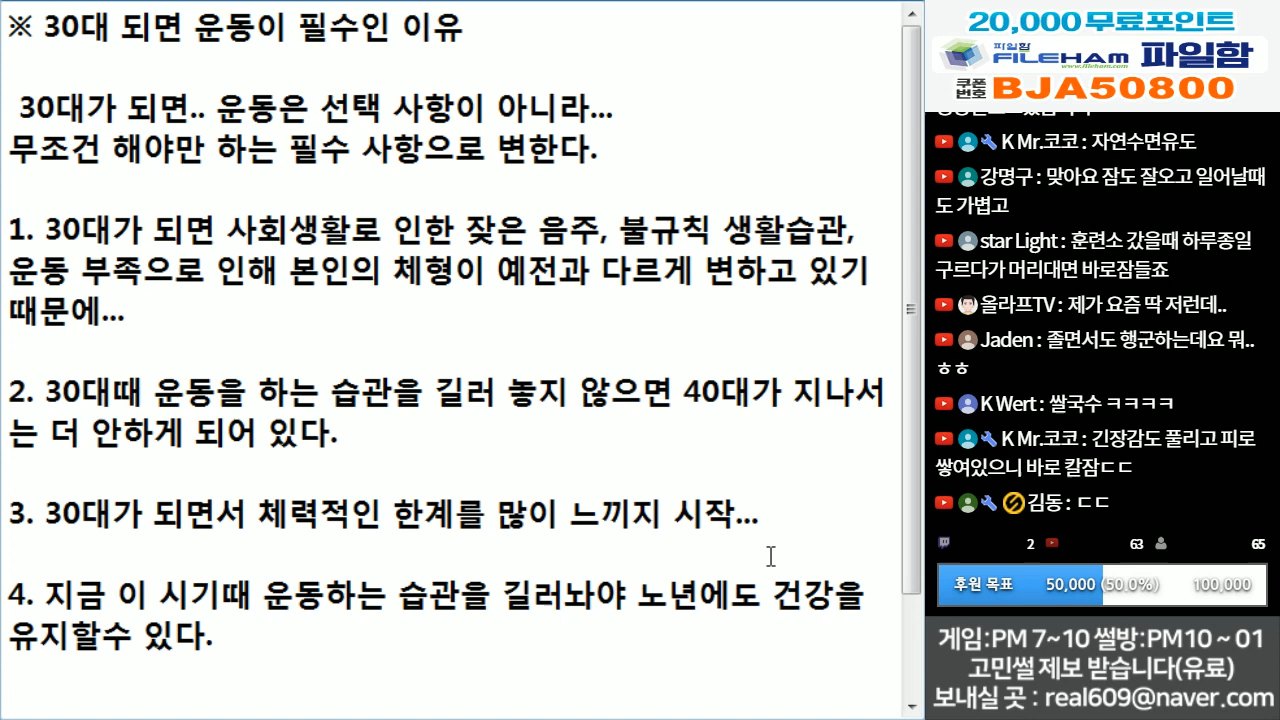 ※ 30대 되면 운동이 필수인 이유
30대가 되면.. 운동은 선택 사항이 아니라...
무조건 해야만 하는 필수 사항으로 변한다.
1. 30대가 되면 사회생활로 인한 잦은 음주, 불규칙 생활습관,
운동 부족으로 인해 본인의 체형이 예전과 다르게 변하고 있기
때문에...
2. 30대때 운동을 하는 습관을 길러 놓지 않으면 40대가 지나서
는 더 안하게 되어 있다.
3. 30대가 되면서 체력적인 한계를 많이 느끼지 시작...
4. 지금 이 시기때 운동하는 습관을 길러놔야 노년에도 건강을
유지할수 있다.
20,000 무료포인트
파일함
FILEHAM 파일함
www.fileham.com
쿠폰
번호 BJA50800
K Mr.코코 : 자연수면유도
강명구 : 맞아요 잠도 잘오고 일어날때
도 가볍고
star Light : 훈련소 갔을때 하루종일
구르다가 머리대면 바로잠들죠
올라프TV : 제가 요즘 딱 저런데..
Jaden : 졸면서도 행군하는데요 뭐..
ㅎㅎ
K Wert : 쌀국수 ㅋㅋㅋㅋ
K Mr.코코 : 긴장감도 풀리고 피로
쌓여있으니 바로 칼잠ㄷㄷ
김동 : ㄷㄷ
2 63 65
후원 목표 50,000 (50.0%) 100,000
게임:PM 7~10 썰방:PM10 ~ 01
고민썰 제보 받습니다(유료)
보내실 곳 : real609@naver.com